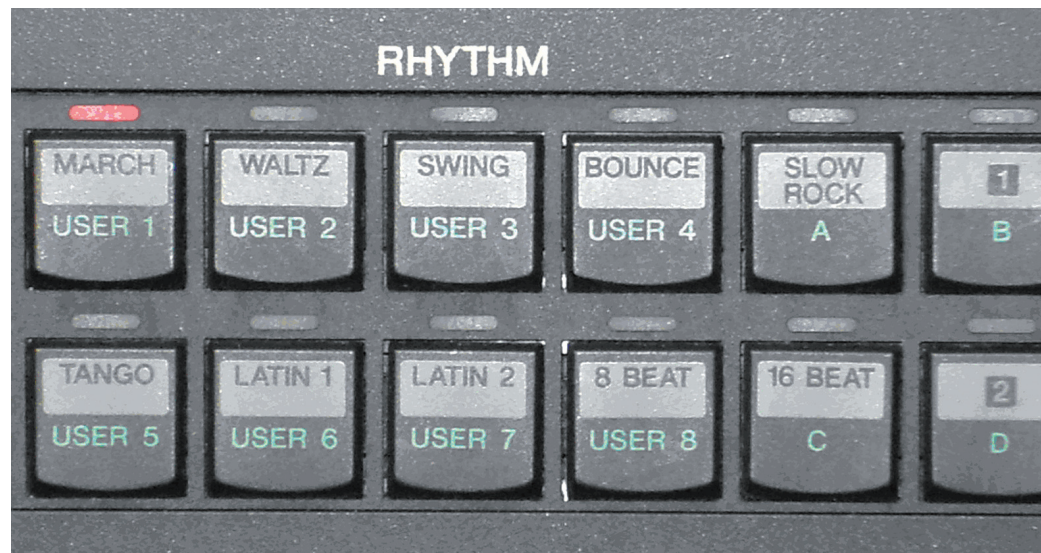 RHYTHM
MARCH WALTZ SWING BOUNCE SLOW ROCK 1
USER 1 USER 2 USER 3 USER 4 A B
TANGO LATIN 1 LATIN 2 8 BEAT 16 BEAT 2
USER 5 USER 6 USER 7 USER 8 C D